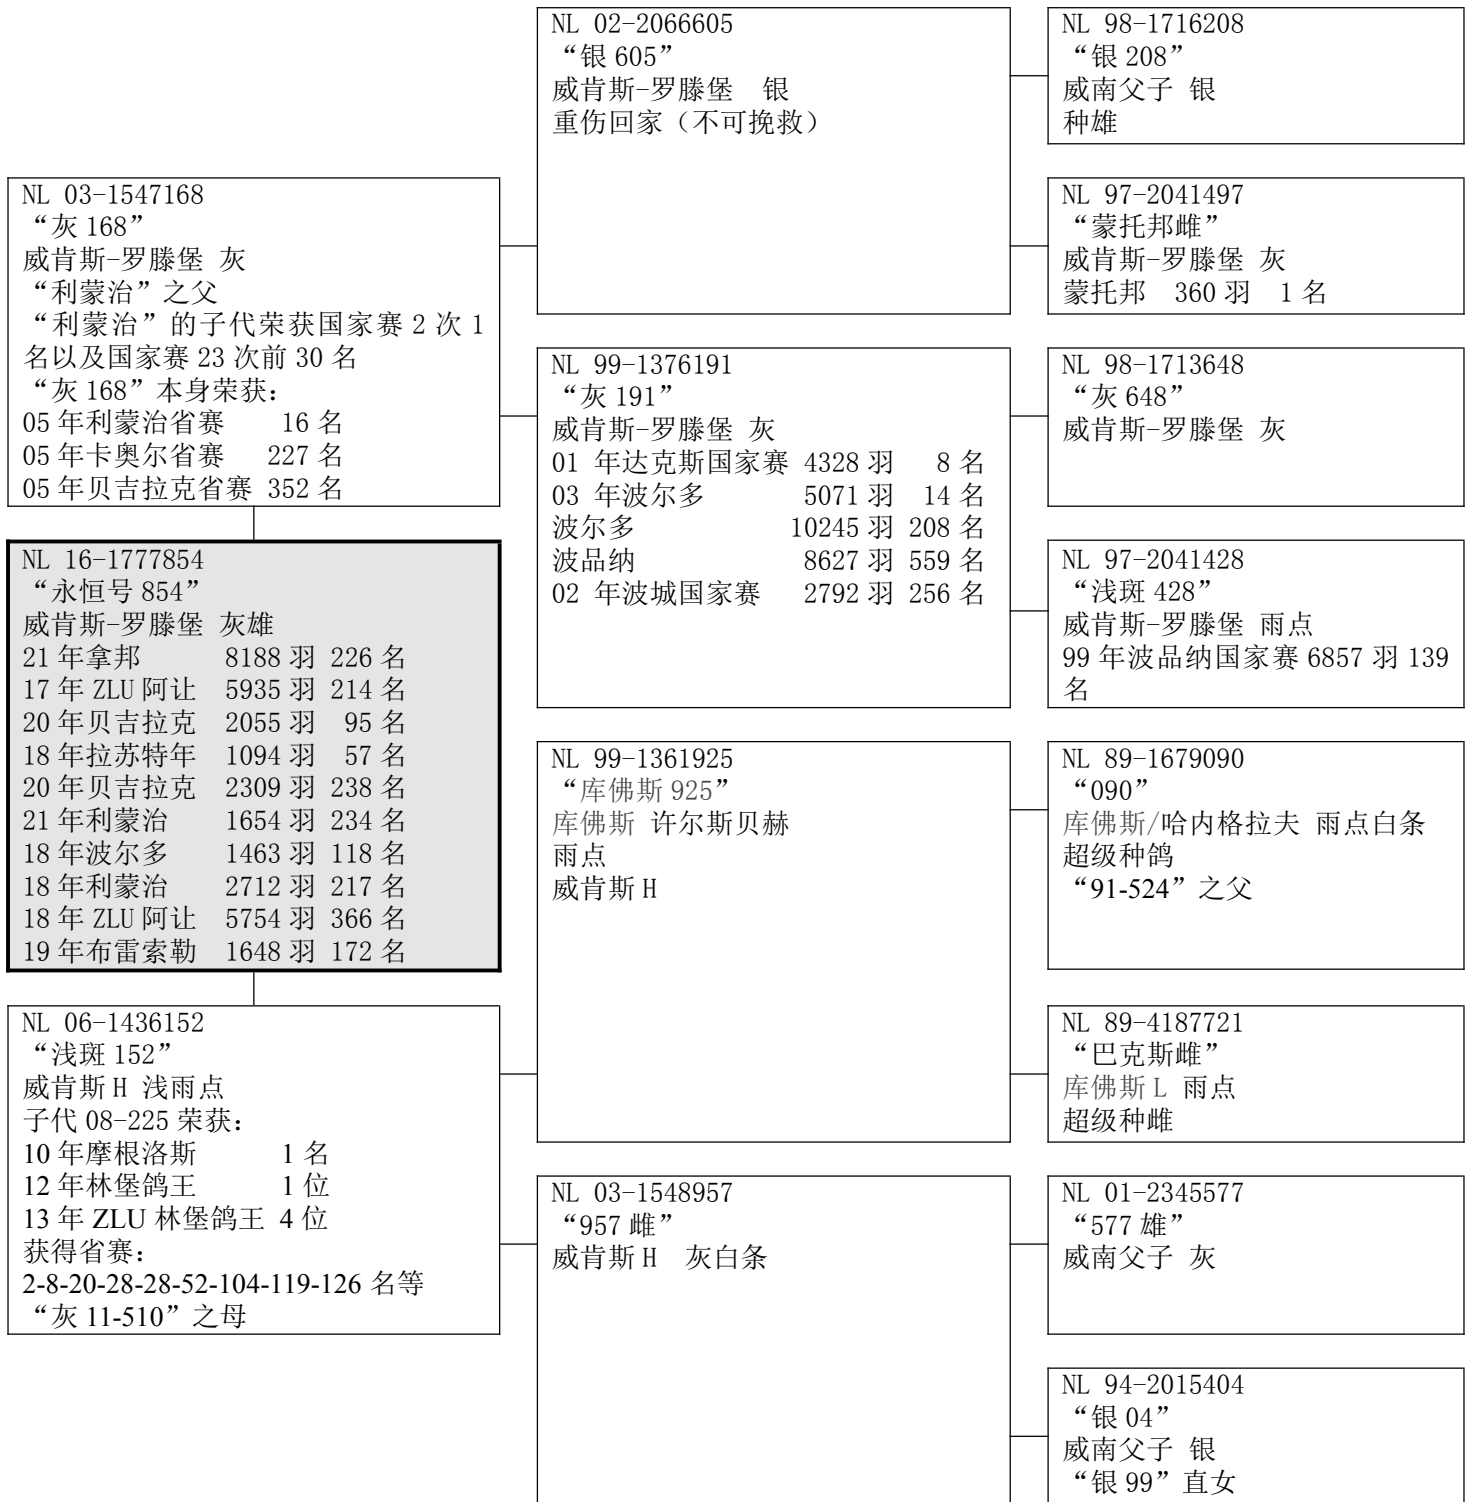 NL 02-2066605
“银 605”
威肯斯-罗滕堡  银
重伤回家（不可挽救）
NL 98-1716208
“银 208”
威南父子 银
种雄
NL 03-1547168
“灰 168”
威肯斯-罗滕堡 灰
“利蒙治”之父
“利蒙治”的子代荣获国家赛 2 次 1
名以及国家赛 23 次前 30 名
“灰 168”本身荣获：
05 年利蒙治省赛  16 名
05 年卡奥尔省赛  227 名
05 年贝吉拉克省赛 352 名
NL 97-2041497
“蒙托邦雌”
威肯斯-罗滕堡 灰
蒙托邦  360 羽  1 名
NL 99-1376191
“灰 191”
威肯斯-罗滕堡 灰
01 年达克斯国家赛 4328 羽  8 名
03 年波尔多  5071 羽  14 名
波尔多  10245 羽 208 名
波品纳  8627 羽 559 名
02 年波城国家赛  2792 羽 256 名
NL 98-1713648
“灰 648”
威肯斯-罗滕堡 灰
NL 16-1777854
“永恒号 854”
威肯斯-罗滕堡 灰雄
21 年拿邦  8188 羽 226 名
17 年 ZLU 阿让  5935 羽 214 名
20 年贝吉拉克  2055 羽  95 名
18 年拉苏特年  1094 羽  57 名
20 年贝吉拉克  2309 羽 238 名
21 年利蒙治  1654 羽 234 名
18 年波尔多  1463 羽 118 名
18 年利蒙治  2712 羽 217 名
18 年 ZLU 阿让  5754 羽 366 名
19 年布雷索勒  1648 羽 172 名
NL 97-2041428
“浅斑 428”
威肯斯-罗滕堡 雨点
99 年波品纳国家赛 6857 羽 139
名
NL 99-1361925
“库佛斯 925”
库佛斯 许尔斯贝赫
雨点
威肯斯 H
NL 89-1679090
“090”
库佛斯/哈内格拉夫 雨点白条
超级种鸽
“91-524”之父
NL 06-1436152
“浅斑 152”
威肯斯 H 浅雨点
子代 08-225 荣获：
10 年摩根洛斯  1 名
12 年林堡鸽王  1 位
13 年 ZLU 林堡鸽王 4 位
获得省赛：
2-8-20-28-28-52-104-119-126 名等
“灰 11-510”之母
NL 89-4187721
“巴克斯雌”
库佛斯 L 雨点
超级种雌
NL 03-1548957
“957 雌”
威肯斯 H  灰白条
NL 01-2345577
“577 雄”
威南父子 灰
NL 94-2015404
“银 04”
威南父子 银
“银 99”直女